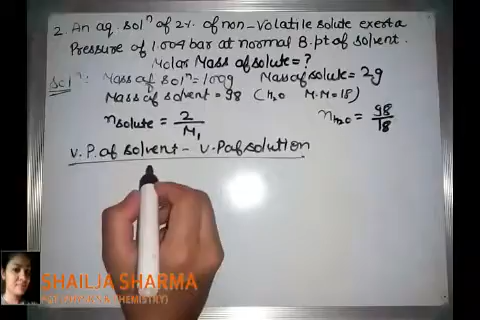 2. An aq. solⁿ of 2% of non-volatile solute exerts a
Pressure of 1.004 bar at normal B.pt of solvent.
Molar Mass of solute = ?
Solⁿ: Mass of solⁿ = 100g Mass of solute = 2g
Mass of solvent = 98 (H₂O M.M = 18)
n solute = 2/M₁ n H₂O = 98/18
V.P. of solvent - V.P of solution
SHAILJA SHARMA